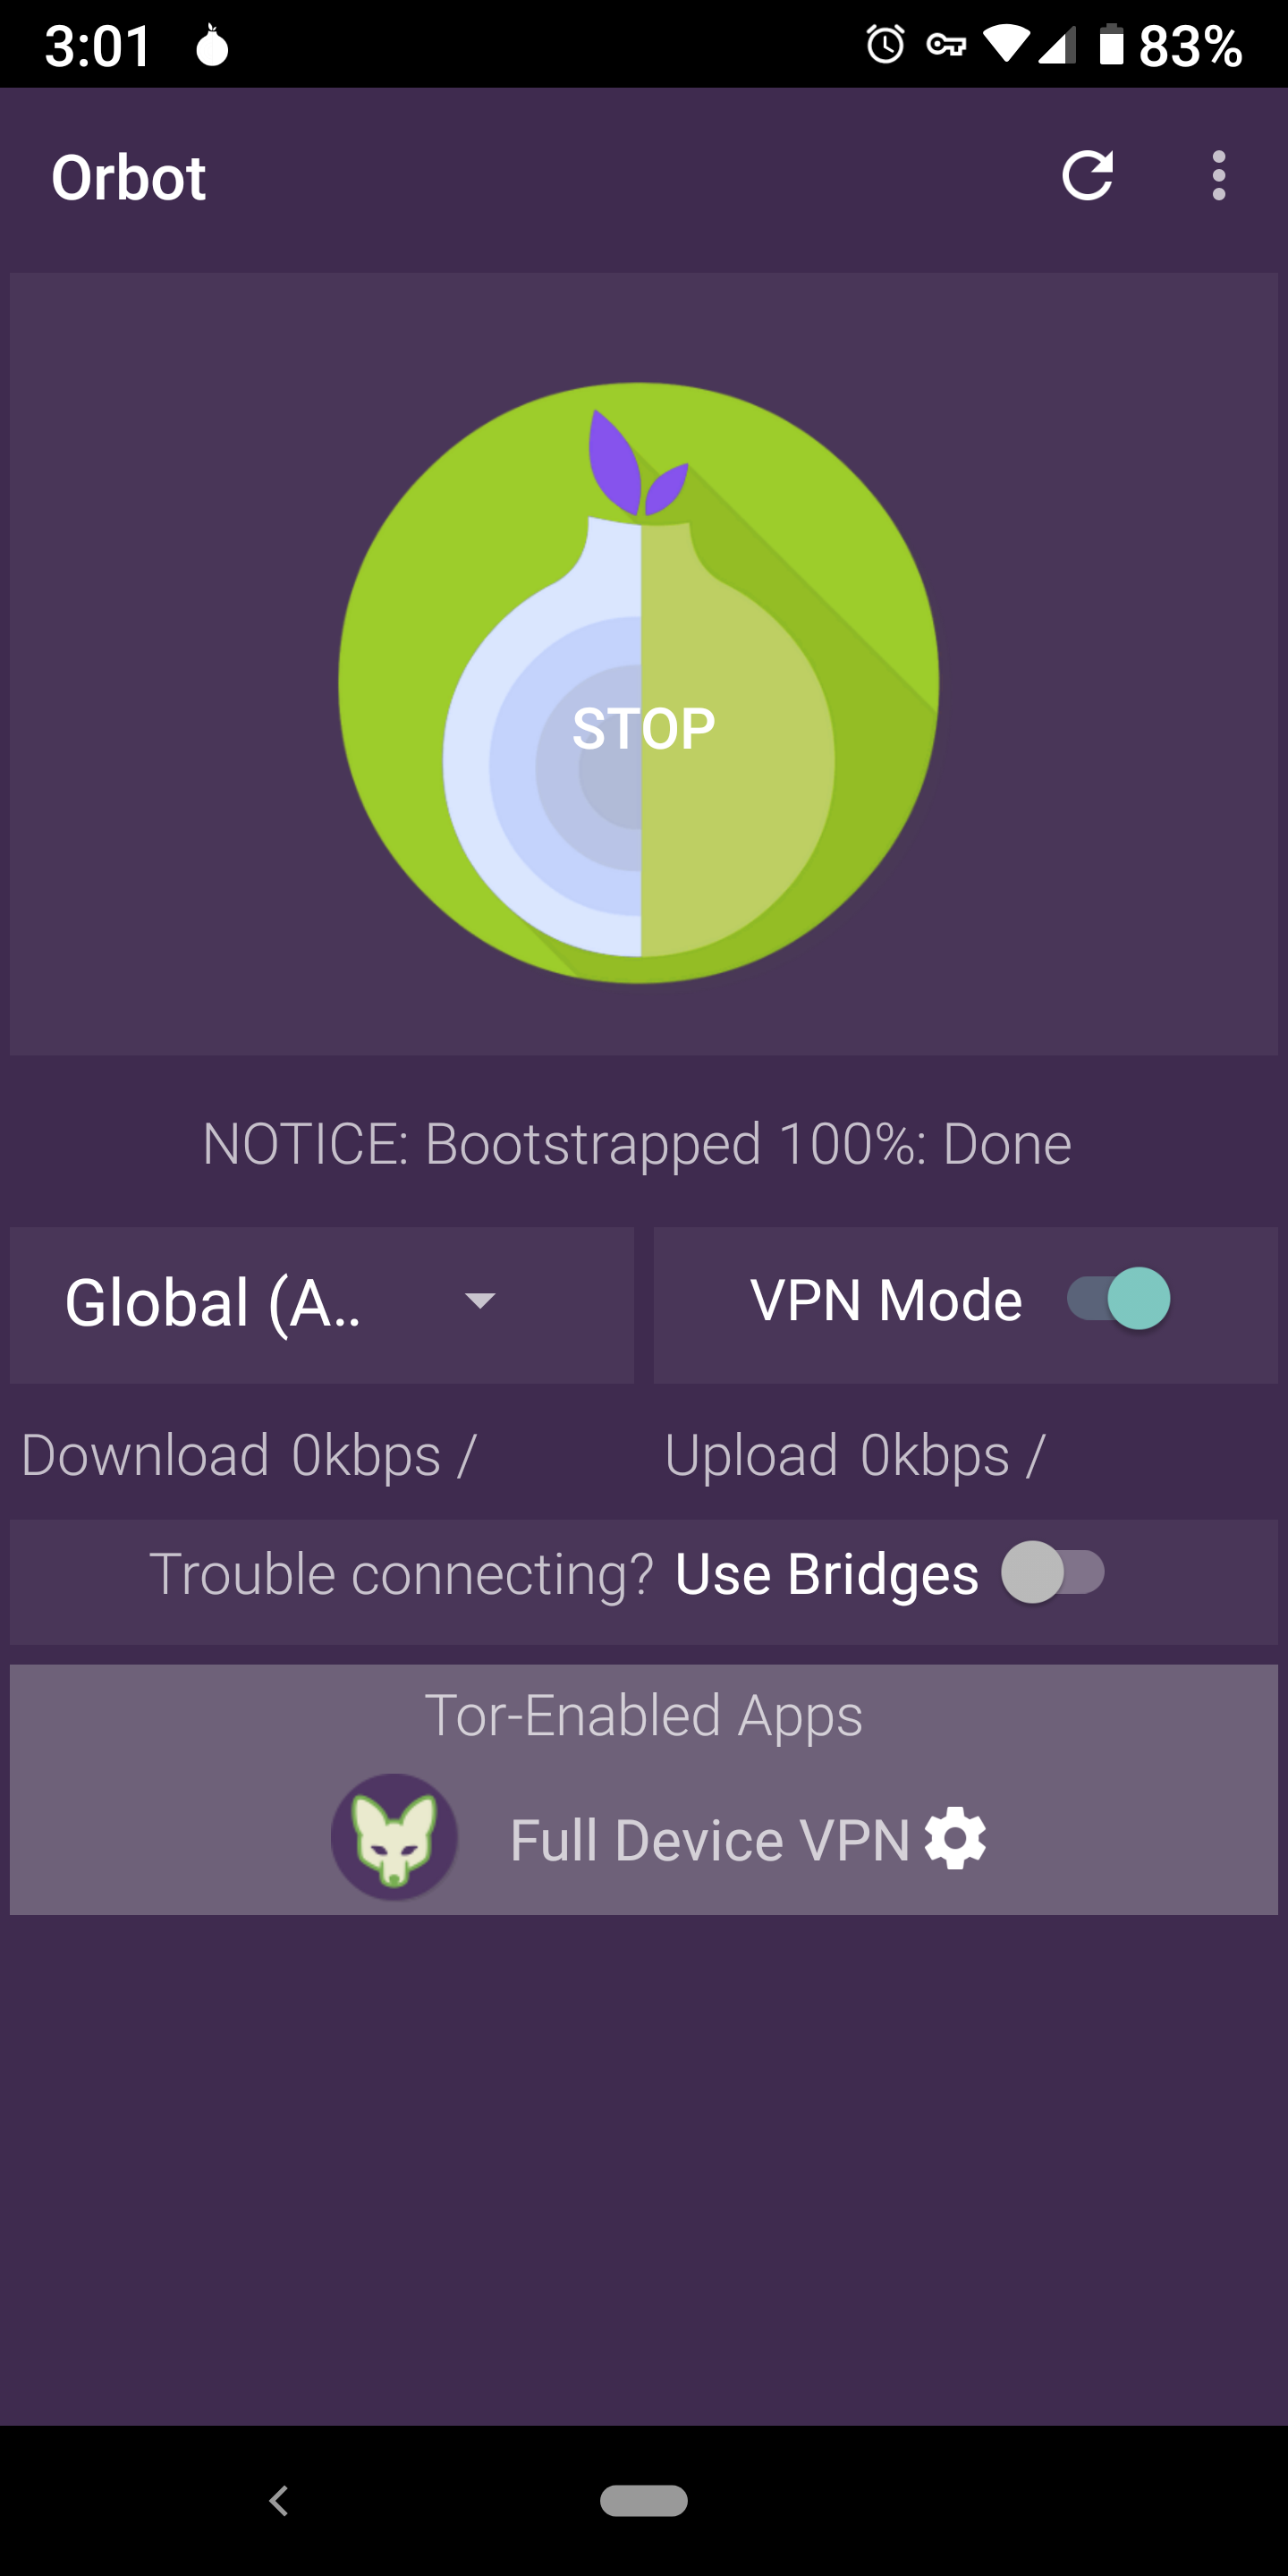 3:01 83%
Orbot
STOP
NOTICE: Bootstrapped 100%: Done
Global (A.. VPN Mode
Download 0kbps / Upload 0kbps /
Trouble connecting? Use Bridges
Tor-Enabled Apps
Full Device VPN